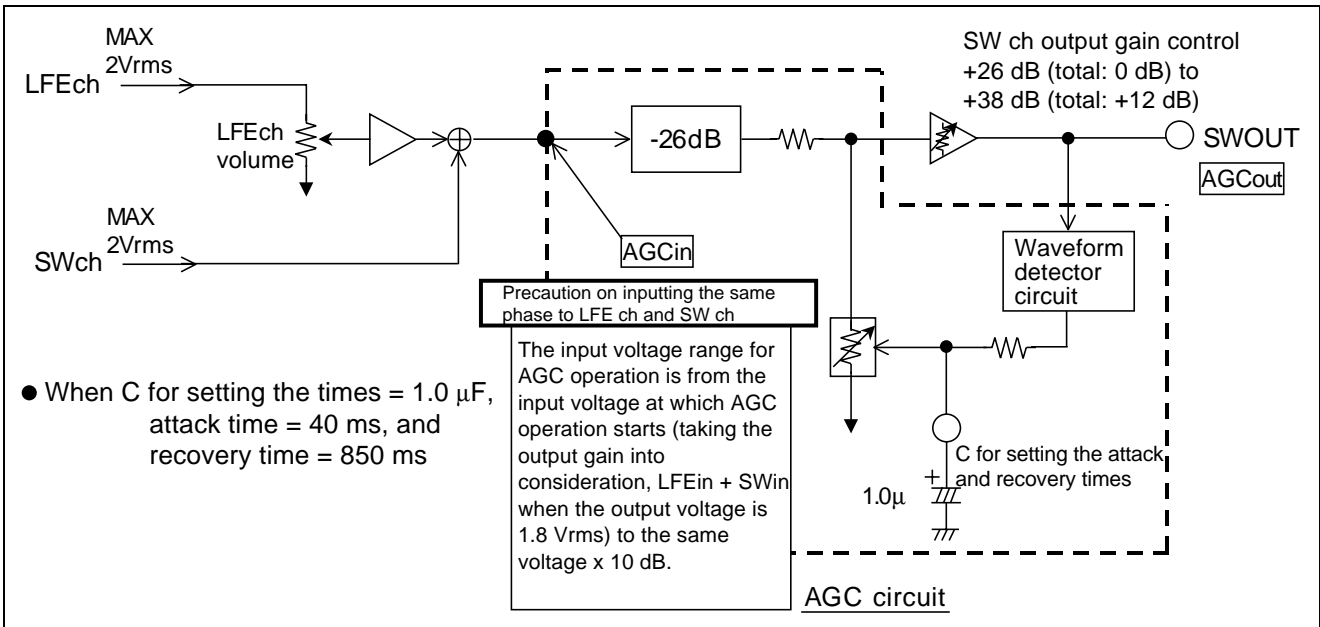 MAX
2Vrms
LFEch
LFEch
volume
-26dB
SW ch output gain control
+26 dB (total: 0 dB) to
+38 dB (total: +12 dB)
SWOUT
AGCout
MAX
2Vrms
SWch
AGCin
Waveform
detector
circuit
Precaution on inputting the same
phase to LFE ch and SW ch
The input voltage range for
AGC operation is from the
input voltage at which AGC
operation starts (taking the
output gain into
consideration, LFEin + SWin
when the output voltage is
1.8 Vrms) to the same
voltage x 10 dB.
● When C for setting the times = 1.0 μF,
attack time = 40 ms, and
recovery time = 850 ms
C for setting the attack
and recovery times
+
1.0μ
AGC circuit